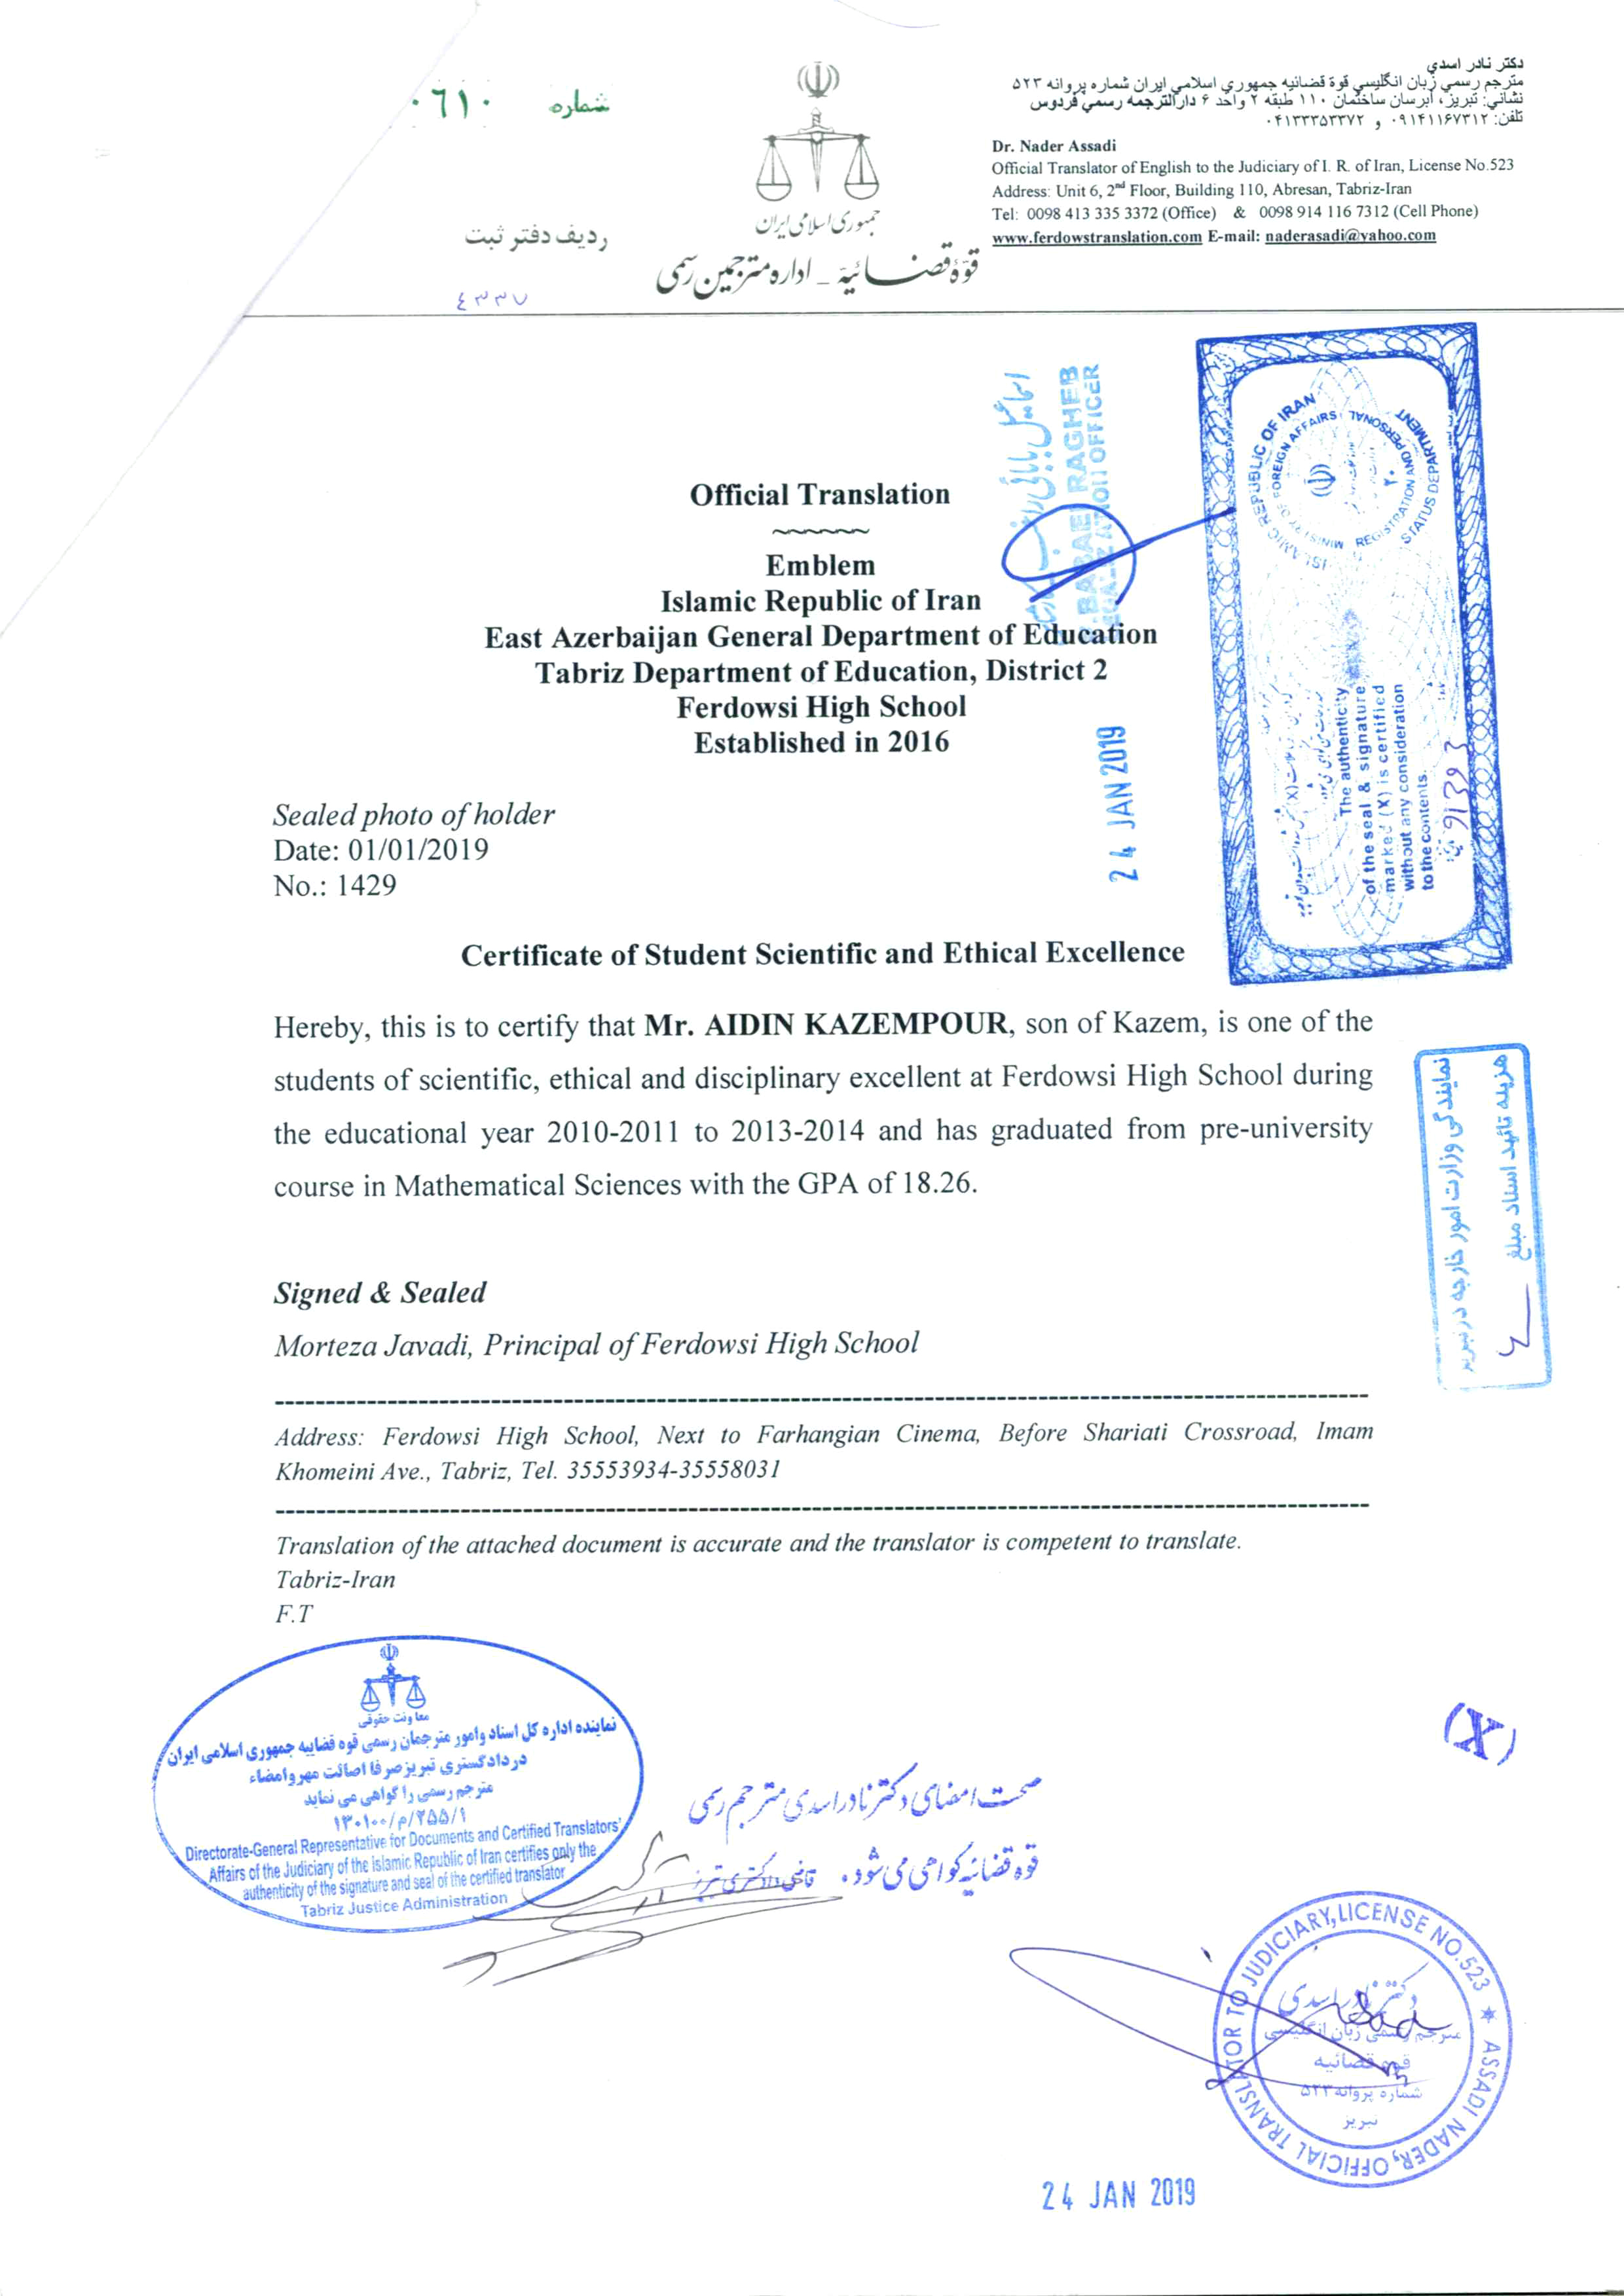 شماره ۰٦۱۰
ردیف دفتر ثبت
٤۳۳۷
جمهوری اسلامی ایران
قوّۀ قضائیّه – اداره مترجمین رسمی
دکتر نادر اسدی
مترجم رسمي زبان انگليسي قوة قضائيه جمهوري اسلامي ايران شماره پروانه ۵۲۳
نشاني: تبريز، آبرسان ساختمان ۱۱۰ طبقه ۲ واحد ۶ دارالترجمه رسمي فردوس
تلفن: ۰۹۱۴۱۱۶۷۳۱۲ و ۰۴۱۳۳۳۵۳۳۷۲
Dr. Nader Assadi
Official Translator of English to the Judiciary of I. R. of Iran, License No.523
Address: Unit 6, 2nd Floor, Building 110, Abresan, Tabriz-Iran
Tel: 0098 413 335 3372 (Office) & 0098 914 116 7312 (Cell Phone)
www.ferdowstranslation.com E-mail: naderasadi@yahoo.com
Official Translation
~~~~~~
Emblem
Islamic Republic of Iran
East Azerbaijan General Department of Education
Tabriz Department of Education, District 2
Ferdowsi High School
Established in 2016
BABAEI RAGHEB
OFFICER
24 JAN 2019
ISLAMIC REPUBLIC OF IRAN
MINISTRY OF FOREIGN AFFAIRS
REGISTRATION AND PERSONAL
STATUS DEPARTMENT
۲۰
The authenticity
of the seal & signature
marked (X) is certified
without any consideration
to the contents.
Sealed photo of holder
Date: 01/01/2019
No.: 1429
Certificate of Student Scientific and Ethical Excellence
Hereby, this is to certify that Mr. AIDIN KAZEMPOUR, son of Kazem, is one of the
students of scientific, ethical and disciplinary excellent at Ferdowsi High School during
the educational year 2010-2011 to 2013-2014 and has graduated from pre-university
course in Mathematical Sciences with the GPA of 18.26.
نمایندگی وزارت امور خارجه در تبریز
هزینه تائید اسناد مبلغ
Signed & Sealed
Morteza Javadi, Principal of Ferdowsi High School
Address: Ferdowsi High School, Next to Farhangian Cinema, Before Shariati Crossroad, Imam
Khomeini Ave., Tabriz, Tel. 35553934-35558031
Translation of the attached document is accurate and the translator is competent to translate.
Tabriz-Iran
F.T
معاونت حقوقی
نماینده اداره کل اسناد وامور مترجمان رسمی قوه قضاییه جمهوری اسلامی ایران
در دادگستری تبریز صرفا اصالت مهر وامضاء
مترجم رسمی را گواهی می نماید
۱۳۰۱۰۰/م/۲۵۵/۱
Directorate-General Representative for Documents and Certified Translators'
Affairs of the Judiciary of the islamic Republic of Iran certifies only the
authenticity of the signature and seal of the certified translator
Tabriz Justice Administration
(X)
صحت امضای دکتر نادر اسدی مترجم رسمی
قوه قضائیه گواهی می شود. قاضی دادگستری تبریز
ASSADI NADER, OFFICIAL TRANSLATOR TO JUDICIARY, LICENSE NO.523
دکتر نادر اسدی
مترجم رسمی زبان انگلیسی
قوه قضائیه
شماره پروانه ۵۲۳
تبریز
24 JAN 2019